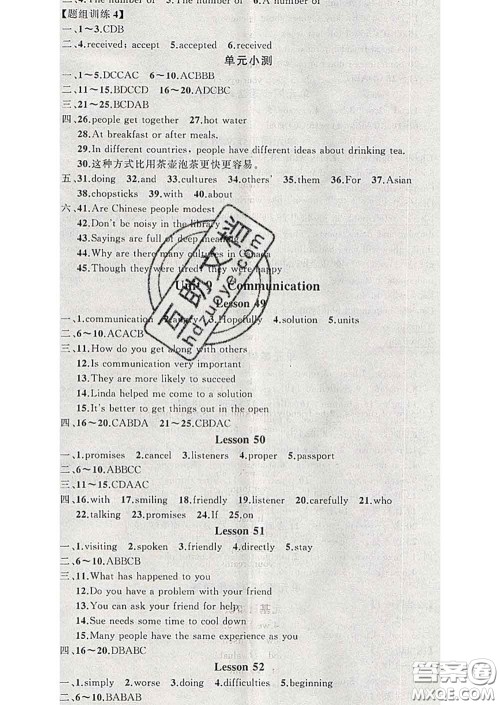 【题组训练4】
一、1～3.CDB
二、4.received;accept 5.accepted 6.received
单元小测
一、1～5.DCCAC 6～10.ACBBB
二、11～15.BDCCD 16～20.ADCBC
三、21～25.BCDAB
四、26.people get together 27.hot water
28.At breakfast or after meals.
29.In different countries, people have different ideas about drinking tea.
30.这种方式比用茶壶泡茶更快更容易。
五、31.doing 32.and 33.cultures 34.others' 35.them 36.For 37.Asian
38.chopsticks 39.with 40.about
六、41.Are Chinese people modest
42.Don't be noisy in the library
43.Sayings are full of deep meaning
44.Why are there many cultures in Canada
45.Though they were tired, they were happy
Communication
Lesson 49
一、1.communication 3.Hopefully 4.solution 5.units
二、6～10.ACACB
三、11.How do you get along with others
12.Is communication very important
13.They are more likely to succeed
14.Linda helped me come to a solution
15.It's better to get things out in the open
四、16～20.CABDA 21～25.CBDAC
Lesson 50
一、1.promises 2.cancel 3.listeners 4.proper 5.passport
二、6～10.ABBCC
三、11～15.CDAAC
四、16.with 17.smiling 18.friendly 19.listener 20.carefully 21.who
22.talking 23.promises 24.If 25.on
Lesson 51
一、1.visiting 2.spoken 3.friendly 4.directly 5.stay
二、6～10.ABBCB
三、11.What has happened to you
12.Do you have a problem with your friend
13.You can ask your friend for help
14.Sue needs some time to cool down
15.Many people have the same experience as you
四、16～20.DBABC
Lesson 52
一、1.simply 2.worse 3.doing 4.difficulties 5.beginning
二、6～10.BABAB
互助文档
hdzuoye.com
作业精灵
MXQE.COM